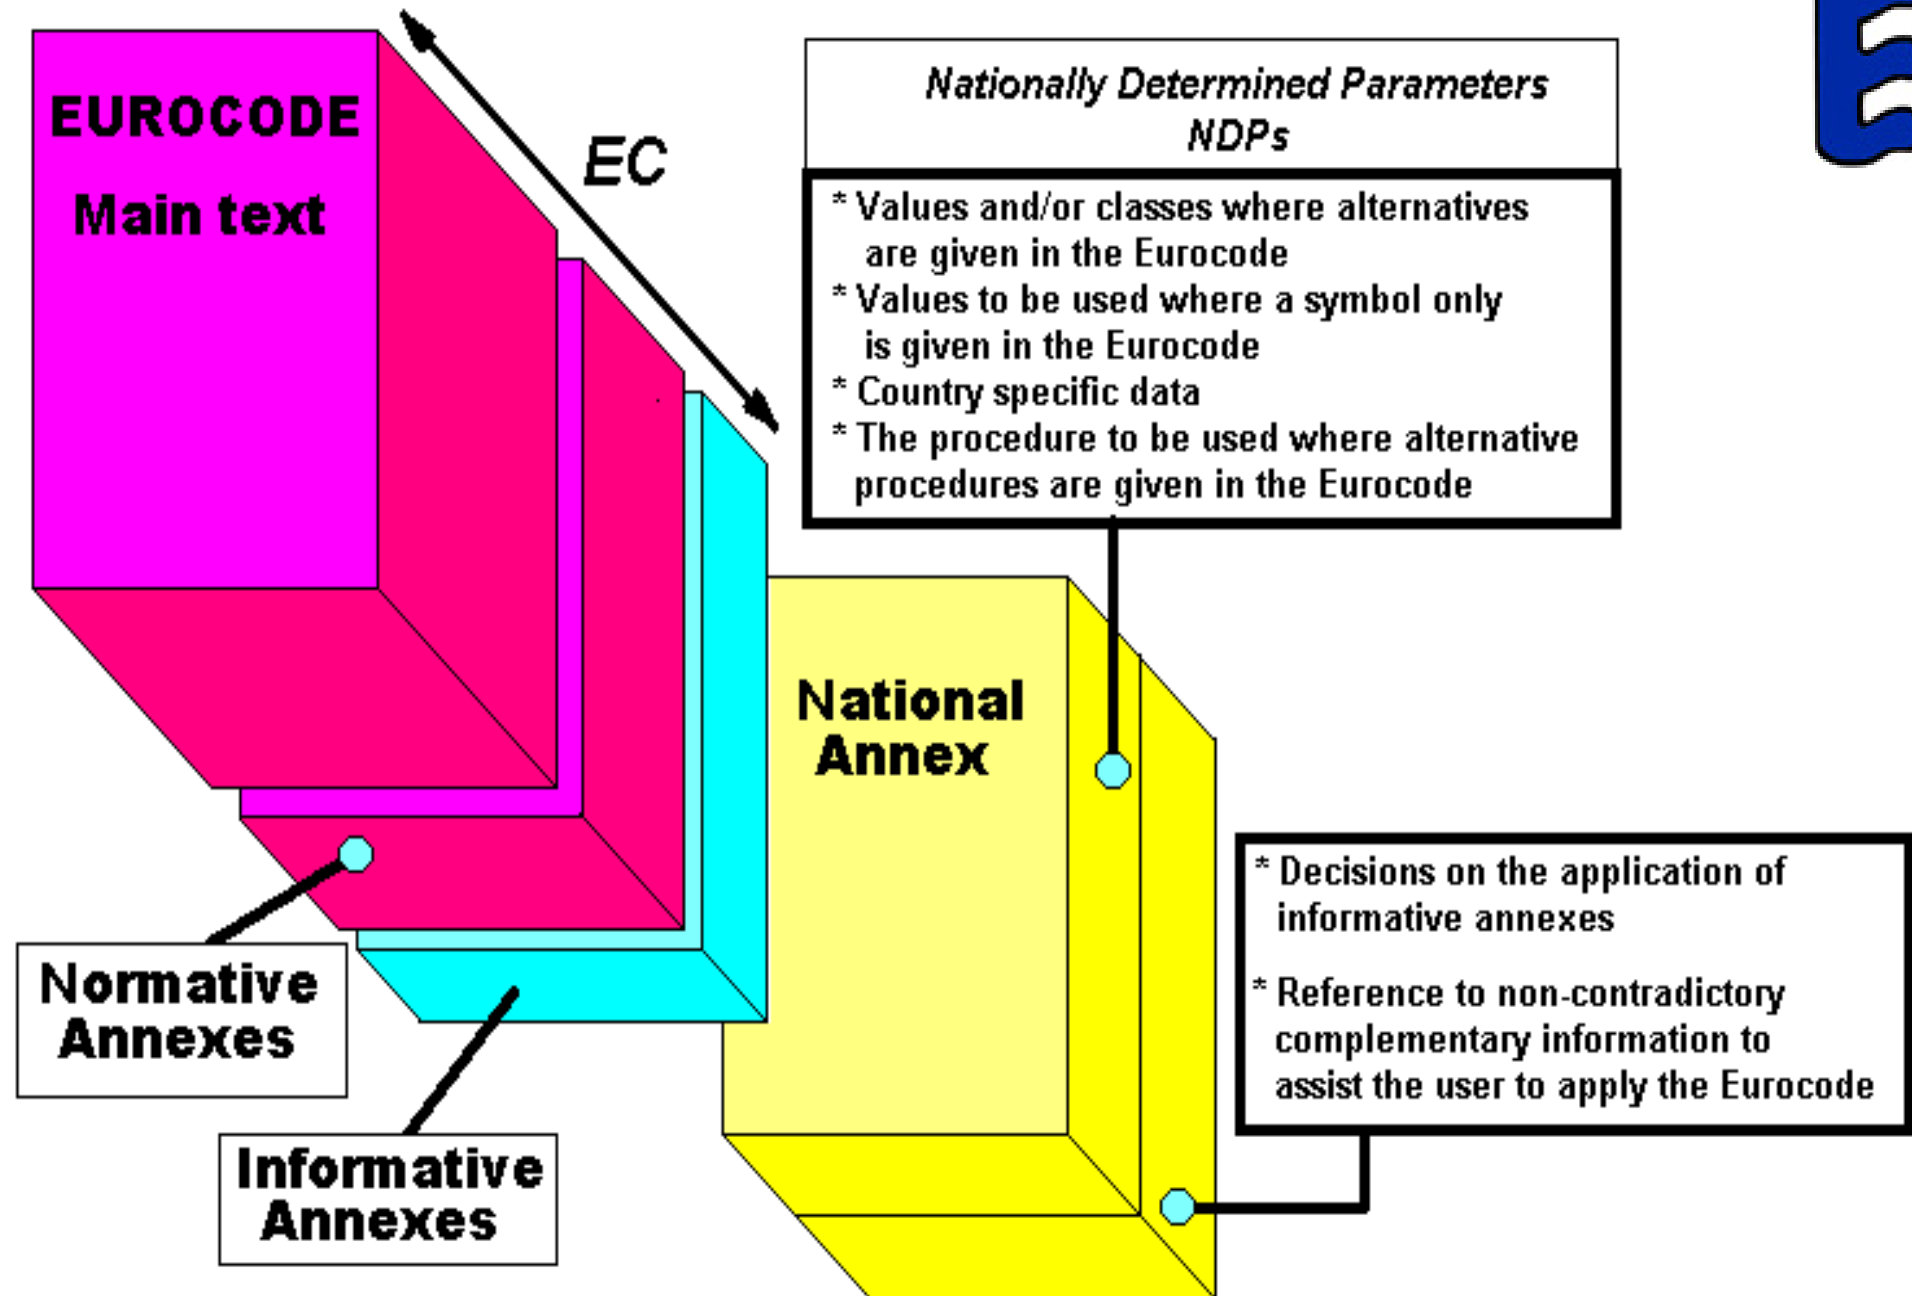 EUROCODE
Main text
EC
Nationally Determined Parameters
NDPs
* Values and/or classes where alternatives
are given in the Eurocode
* Values to be used where a symbol only
is given in the Eurocode
* Country specific data
* The procedure to be used where alternative
procedures are given in the Eurocode
National
Annex
* Decisions on the application of
informative annexes
* Reference to non-contradictory
complementary information to
assist the user to apply the Eurocode
Normative
Annexes
Informative
Annexes